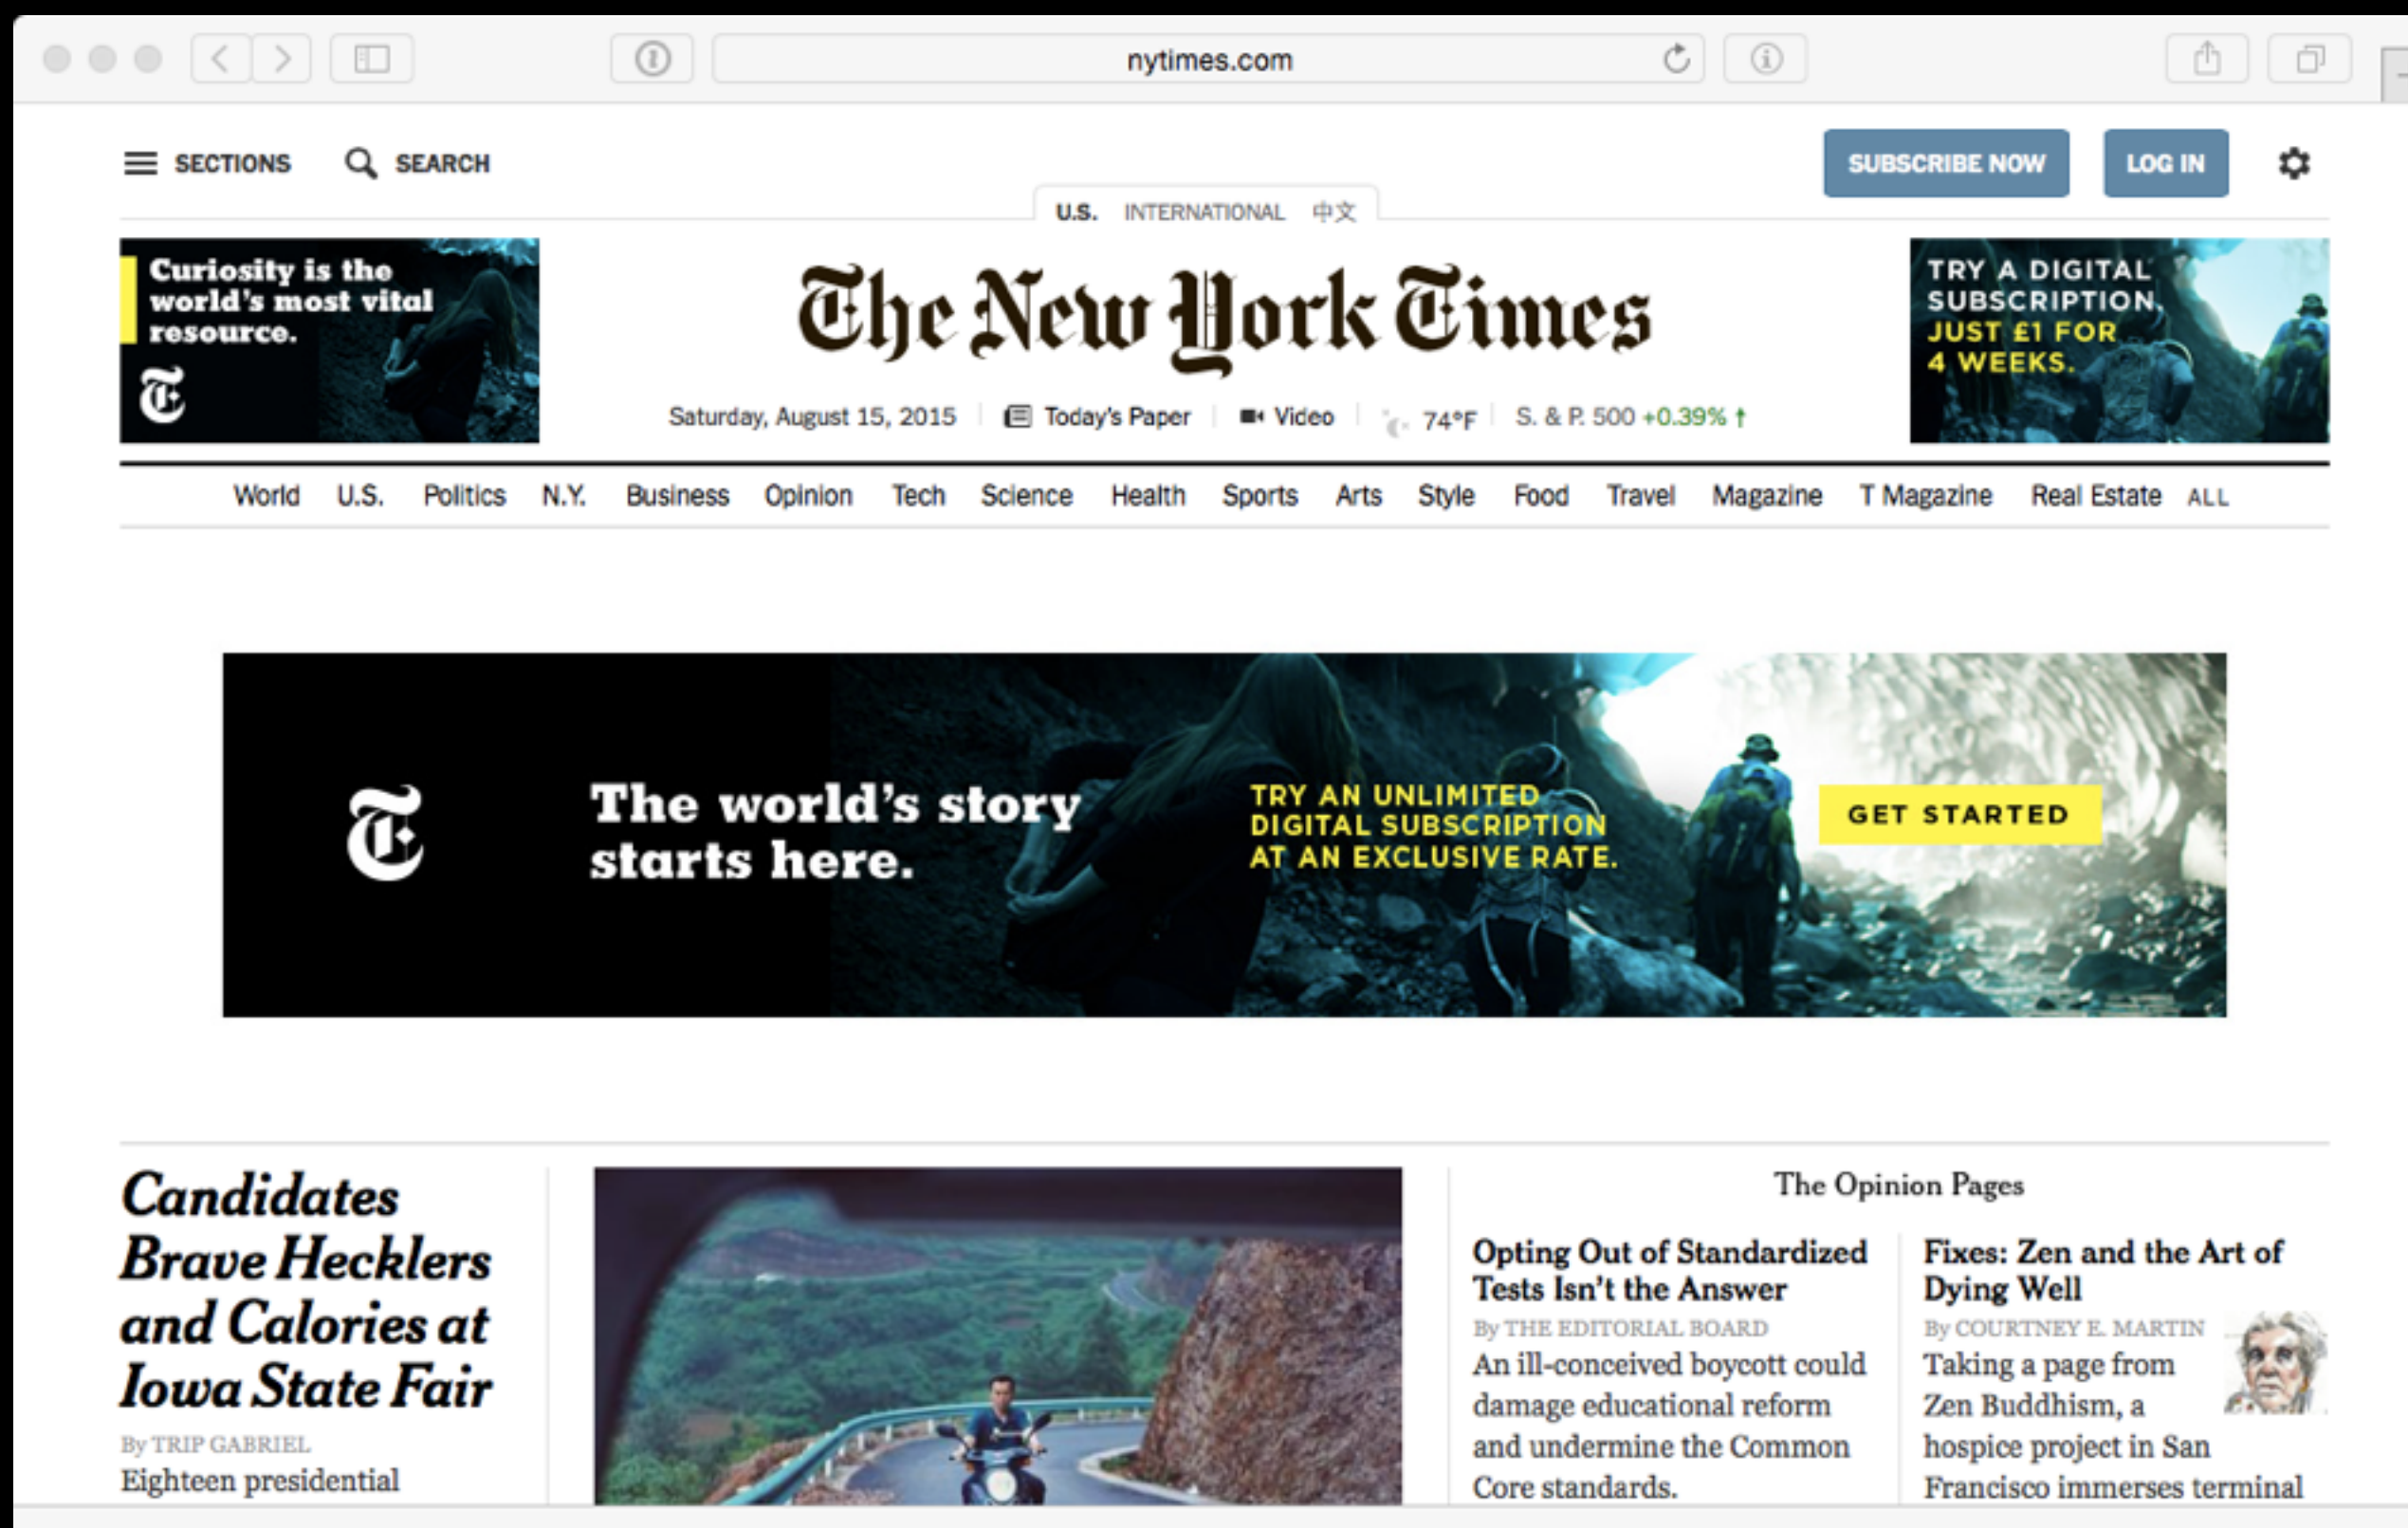 nytimes.com
SECTIONS
SEARCH
SUBSCRIBE NOW
LOG IN
U.S. INTERNATIONAL 中文
Curiosity is the
world's most vital
resource.
T
The New York Times
TRY A DIGITAL
SUBSCRIPTION.
JUST £1 FOR
4 WEEKS.
Saturday, August 15, 2015
Today's Paper
Video
74°F
S. & P. 500 +0.39% ↑
World U.S. Politics N.Y. Business Opinion Tech Science Health Sports Arts Style Food Travel Magazine T Magazine Real Estate ALL
T
The world's story
starts here.
TRY AN UNLIMITED
DIGITAL SUBSCRIPTION
AT AN EXCLUSIVE RATE.
GET STARTED
Candidates
Brave Hecklers
and Calories at
Iowa State Fair
By TRIP GABRIEL
Eighteen presidential
The Opinion Pages
Opting Out of Standardized
Tests Isn't the Answer
By THE EDITORIAL BOARD
An ill-conceived boycott could
damage educational reform
and undermine the Common
Core standards.
Fixes: Zen and the Art of
Dying Well
By COURTNEY E. MARTIN
Taking a page from
Zen Buddhism, a
hospice project in San
Francisco immerses terminal